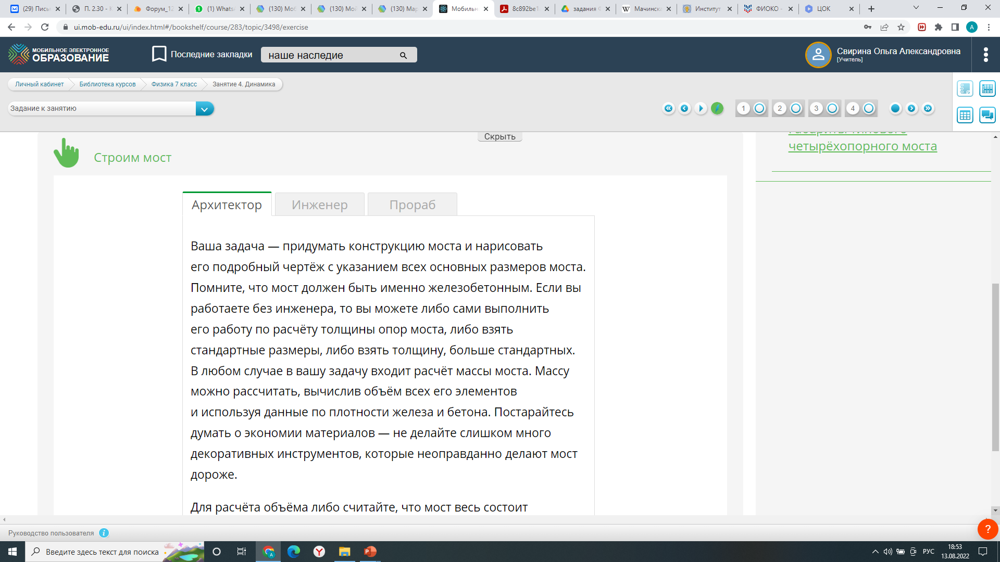 (29) Письм
П. 2.30 - К
Форум_12
(1) WhatsA
(130) Моб
(130) Мой
(130) Мар
Мобильн
8c892be1
задания Ф
Мачинска
Институт
ФИОКО -
ЦОК
ui.mob-edu.ru/ui/index.html#/bookshelf/course/283/topic/3498/exercise
A
МОБИЛЬНОЕ ЭЛЕКТРОННОЕ
ОБРАЗОВАНИЕ
Последние закладки
наше наследие
Свирина Ольга Александровна
[Учитель]
Личный кабинет
Библиотека курсов
Физика 7 класс
Занятие 4. Динамика
Задание к занятию
1
2
3
4
Скрыть
Габариты типового
четырёхопорного моста
Строим мост
Архитектор
Инженер
Прораб
Ваша задача — придумать конструкцию моста и нарисовать
его подробный чертёж с указанием всех основных размеров моста.
Помните, что мост должен быть именно железобетонным. Если вы
работаете без инженера, то вы можете либо сами выполнить
его работу по расчёту толщины опор моста, либо взять
стандартные размеры, либо взять толщину, больше стандартных.
В любом случае в вашу задачу входит расчёт массы моста. Массу
можно рассчитать, вычислив объём всех его элементов
и используя данные по плотности железа и бетона. Постарайтесь
думать о экономии материалов — не делайте слишком много
декоративных инструментов, которые неоправданно делают мост
дороже.
Для расчёта объёма либо считайте, что мост весь состоит
Руководство пользователя
?
Введите здесь текст для поиска
РУС
18:53
13.08.2022